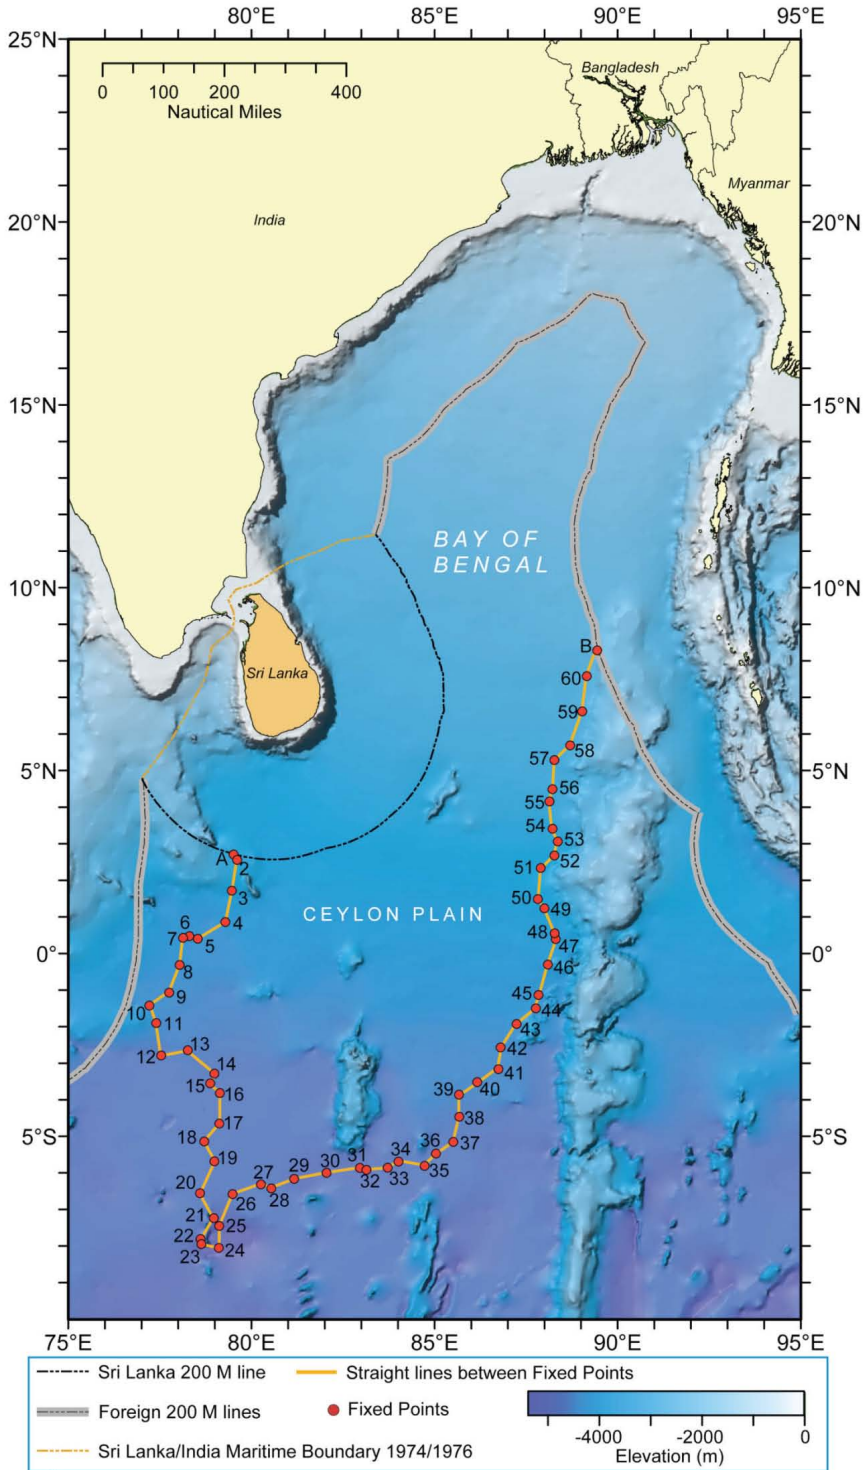 80°E 85°E 90°E 95°E
25°N
Bangladesh
0 100 200 400
Nautical Miles
Myanmar
India
20°N 20°N
15°N 15°N
BAY OF
BENGAL
10°N 10°N
B
Sri Lanka
60
59
58
57
5°N 5°N
56
55
54
53
A
52
2
51
3
50
49
CEYLON PLAIN
4
6
48
7
5
47
0° 0°
8
46
9
45
10
44
11
43
12
13
42
14
41
15
40
16
39
17
38
5°S 5°S
18
37
36
19
34
31
30
35
33
32
29
27
20
28
26
21
25
22
23
24
75°E 80°E 85°E 90°E 95°E
Sri Lanka 200 M line
Straight lines between Fixed Points
Foreign 200 M lines
Fixed Points
Sri Lanka/India Maritime Boundary 1974/1976
-4000 -2000 0
Elevation (m)